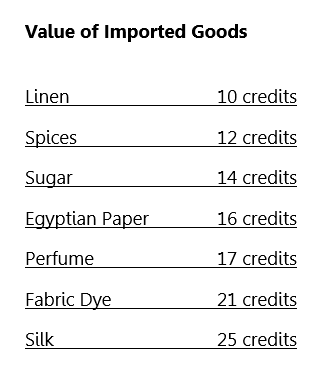 Value of Imported Goods
Linen 10 credits
Spices 12 credits
Sugar 14 credits
Egyptian Paper 16 credits
Perfume 17 credits
Fabric Dye 21 credits
Silk 25 credits